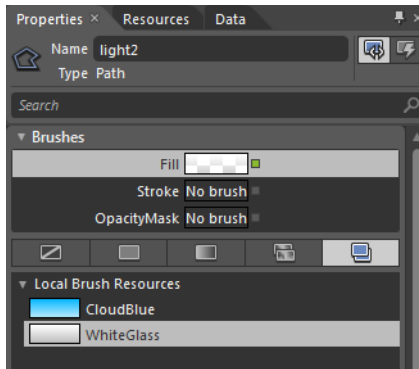 Properties Resources Data
Name light2
Type Path
Search
Brushes
Fill
Stroke No brush
OpacityMask No brush
Local Brush Resources
CloudBlue
WhiteGlass